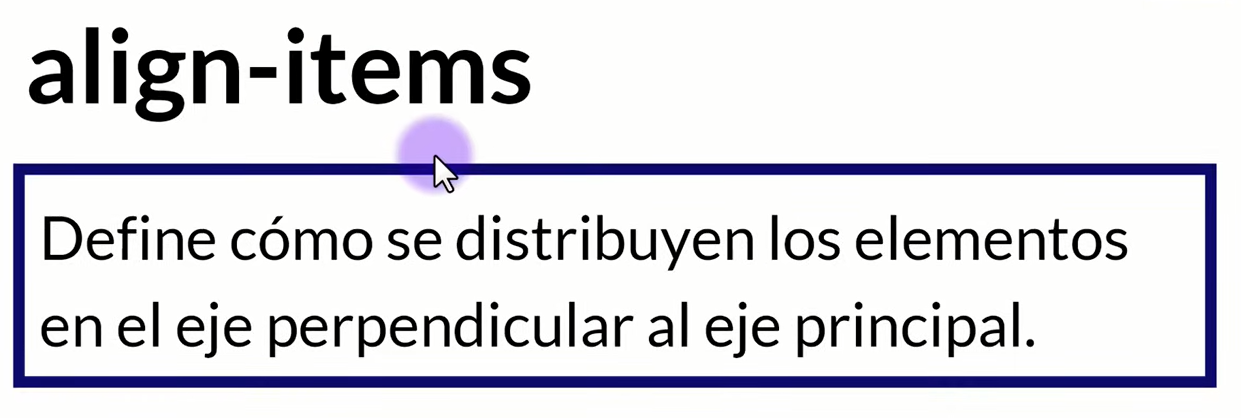 align-items
Define cómo se distribuyen los elementos
en el eje perpendicular al eje principal.